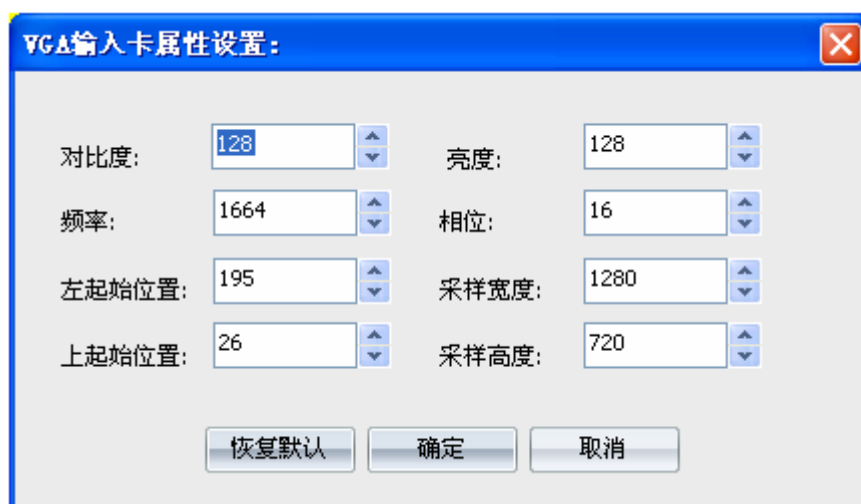 VGA输入卡属性设置:
对比度: 128 亮度: 128
频率: 1664 相位: 16
左起始位置: 195 采样宽度: 1280
上起始位置: 26 采样高度: 720
恢复默认 确定 取消